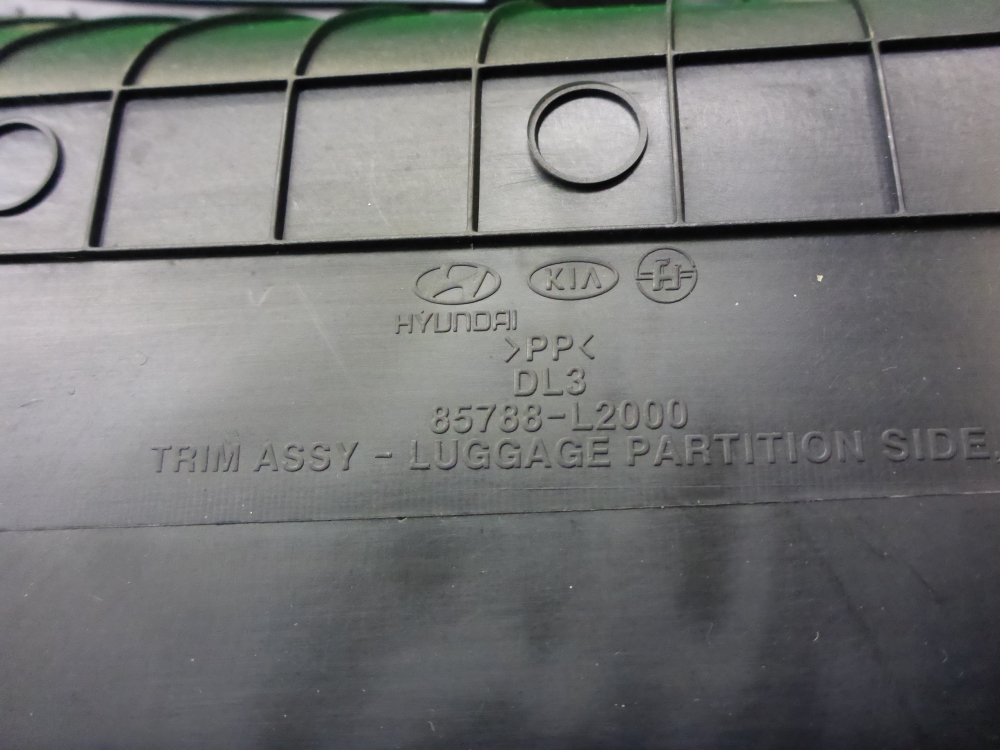 KIA
HYUNDAI
>PP<
DL3
85788-L2000
TRIM ASSY - LUGGAGE PARTITION SIDE,